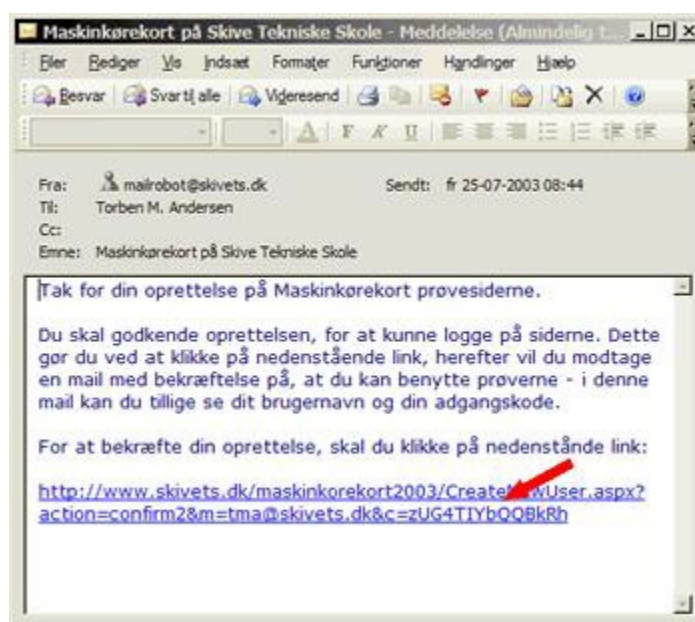 Maskinkørekort på Skive Tekniske Skole - Meddelelse (Almindelig t...
Filer Rediger Vis Indsæt Formater Funktioner Handlinger Hjælp
Besvar Svar til alle Videresend
A F K U
Fra: mailrobot@skivets.dk Sendt: fr 25-07-2003 08:44
Til: Torben M. Andersen
Cc:
Emne: Maskinkørekort på Skive Tekniske Skole
Tak for din oprettelse på Maskinkørekort prøvesiderne.
Du skal godkende oprettelsen, for at kunne logge på siderne. Dette
gør du ved at klikke på nedenstående link, herefter vil du modtage
en mail med bekræftelse på, at du kan benytte prøverne - i denne
mail kan du tillige se dit brugernavn og din adgangskode.
For at bekræfte din oprettelse, skal du klikke på nedenstånde link:
http://www.skivets.dk/maskinkorekort2003/CreateNewUser.aspx?
action=confirm2&m=tma@skivets.dk&c=zUG4TIYbQQBkRh